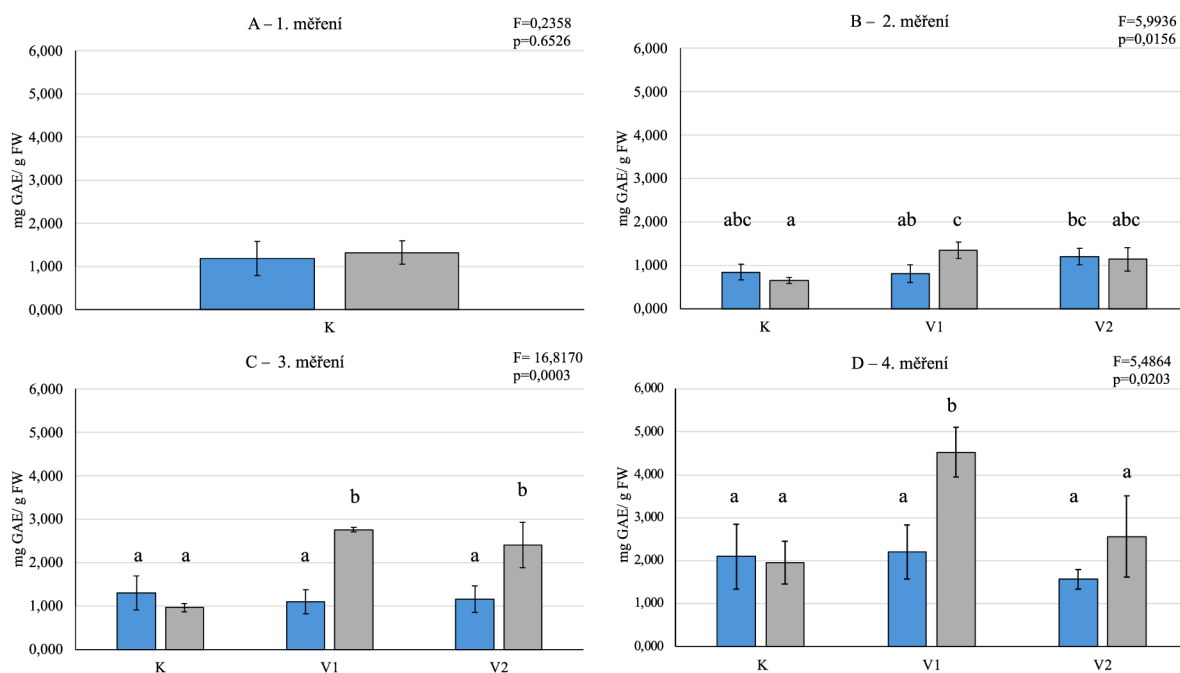 A – 1. měření
F=0,2358
p=0.6526
6,000
5,000
4,000
3,000
2,000
1,000
0,000
mg GAE/ g FW
K
B – 2. měření
F=5,9936
p=0,0156
6,000
5,000
4,000
3,000
2,000
1,000
0,000
mg GAE/ g FW
abc a ab c bc abc
K V1 V2
C – 3. měření
F= 16,8170
p=0,0003
6,000
5,000
4,000
3,000
2,000
1,000
0,000
mg GAE/ g FW
a a a b a b
K V1 V2
D – 4. měření
F=5,4864
p=0,0203
6,000
5,000
4,000
3,000
2,000
1,000
0,000
mg GAE/ g FW
a a a b a a
K V1 V2